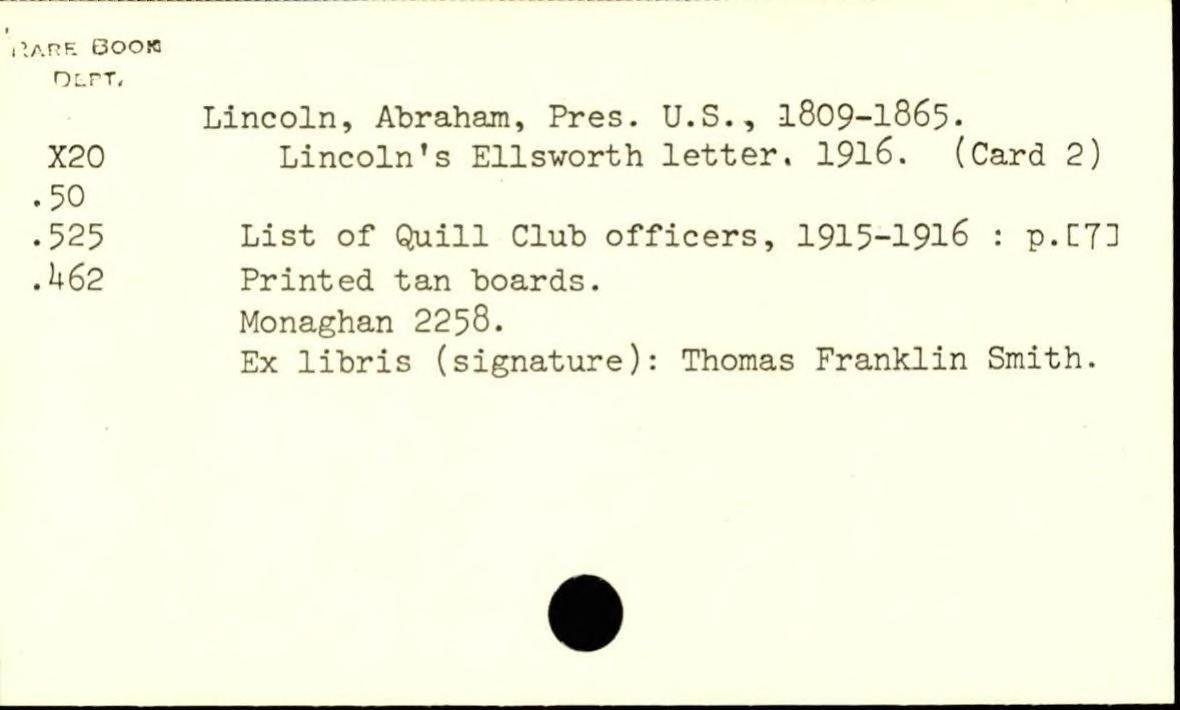 RARE BOOK
DEPT.
Lincoln, Abraham, Pres. U.S., 1809-1865.
X20 Lincoln's Ellsworth letter. 1916. (Card 2)
.50
.525 List of Quill Club officers, 1915-1916 : p.[7]
.462 Printed tan boards.
Monaghan 2258.
Ex libris (signature): Thomas Franklin Smith.